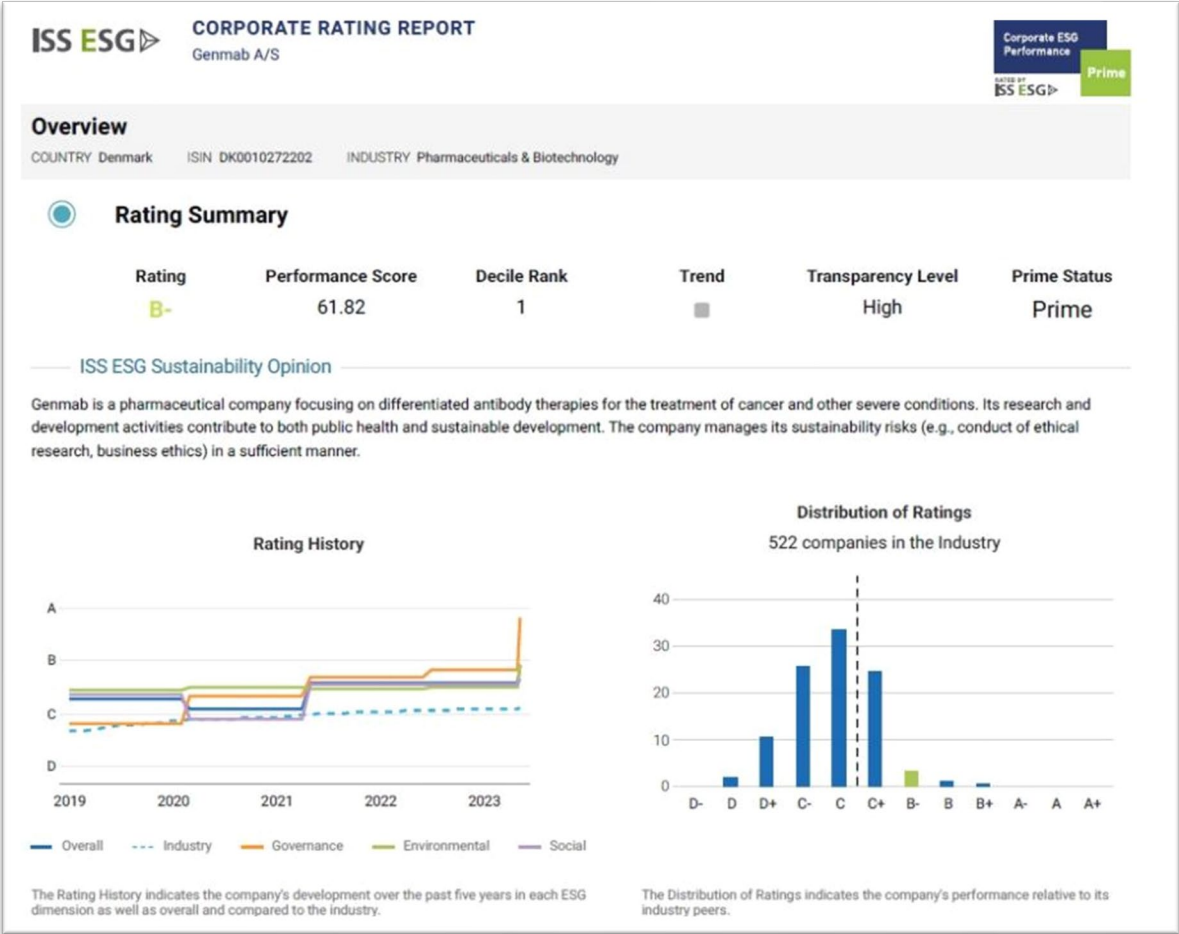 ISS ESG
CORPORATE RATING REPORT
Genmab A/S
Corporate ESG
Performance
Prime
RATED BY
ISS ESG
Overview
COUNTRY Denmark ISIN DK0010272202 INDUSTRY Pharmaceuticals & Biotechnology
Rating Summary
Rating Performance Score Decile Rank Trend Transparency Level Prime Status
B- 61.82 1 High Prime
ISS ESG Sustainability Opinion
Genmab is a pharmaceutical company focusing on differentiated antibody therapies for the treatment of cancer and other severe conditions. Its research and
development activities contribute to both public health and sustainable development. The company manages its sustainability risks (e.g., conduct of ethical
research, business ethics) in a sufficient manner.
Rating History
A
B
C
D
2019 2020 2021 2022 2023
Overall Industry Governance Environmental Social
The Rating History indicates the company's development over the past five years in each ESG
dimension as well as overall and compared to the industry.
Distribution of Ratings
522 companies in the Industry
40
30
20
10
0
D- D D+ C- C C+ B- B B+ A- A A+
The Distribution of Ratings indicates the company's performance relative to its
industry peers.